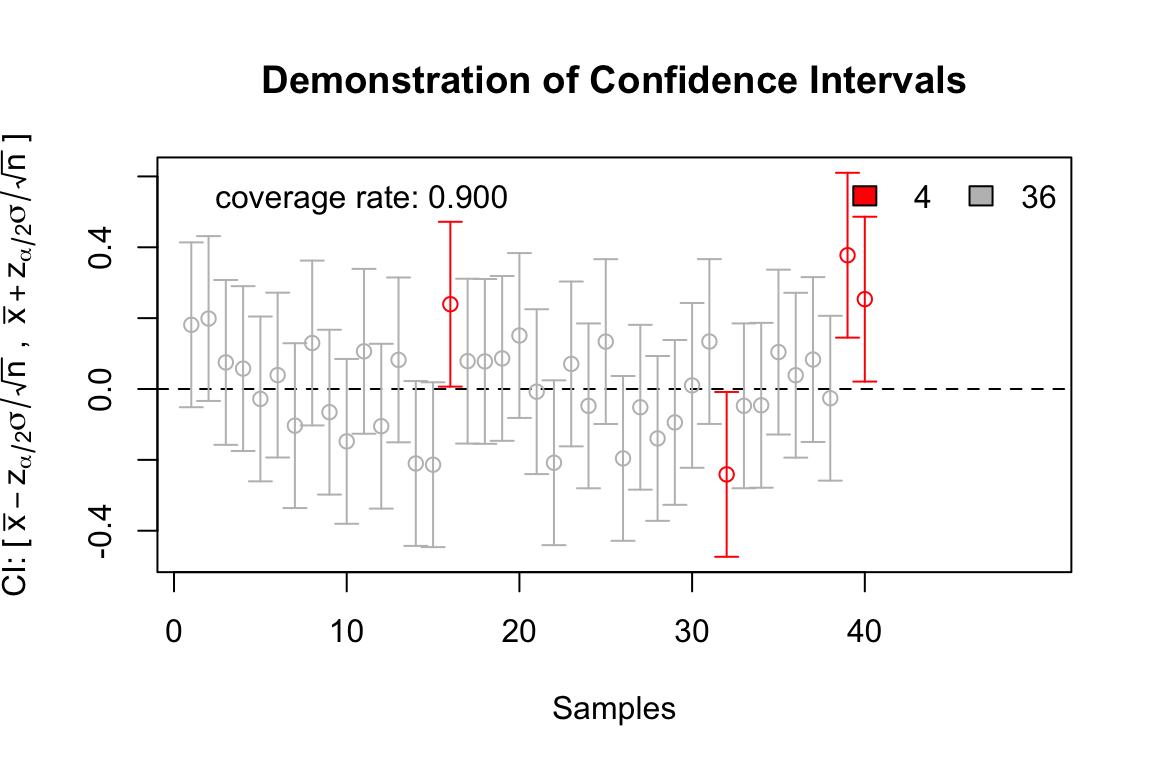 Demonstration of Confidence Intervals
coverage rate: 0.900
4 36
CI: [ x̅ − zα/2σ/√n , x̅ + zα/2σ/√n ]
0.4
0.0
-0.4
0 10 20 30 40
Samples